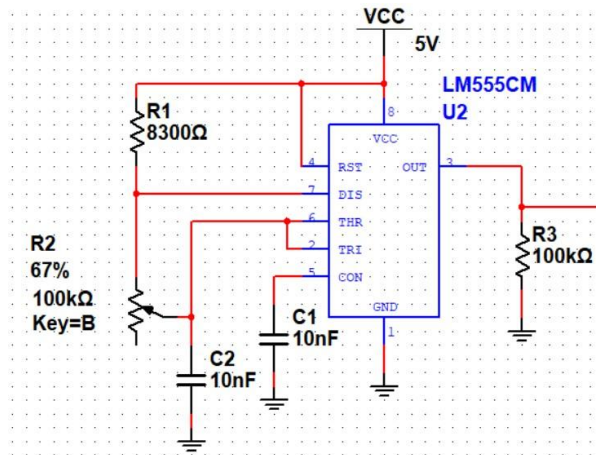 VCC
5V
LM555CM
U2
R1
8300Ω
8
VCC
4
RST
OUT
3
7
DIS
6
THR
2
TRI
5
CON
GND
1
R2
67%
100kΩ
Key=B
R3
100kΩ
C1
10nF
C2
10nF